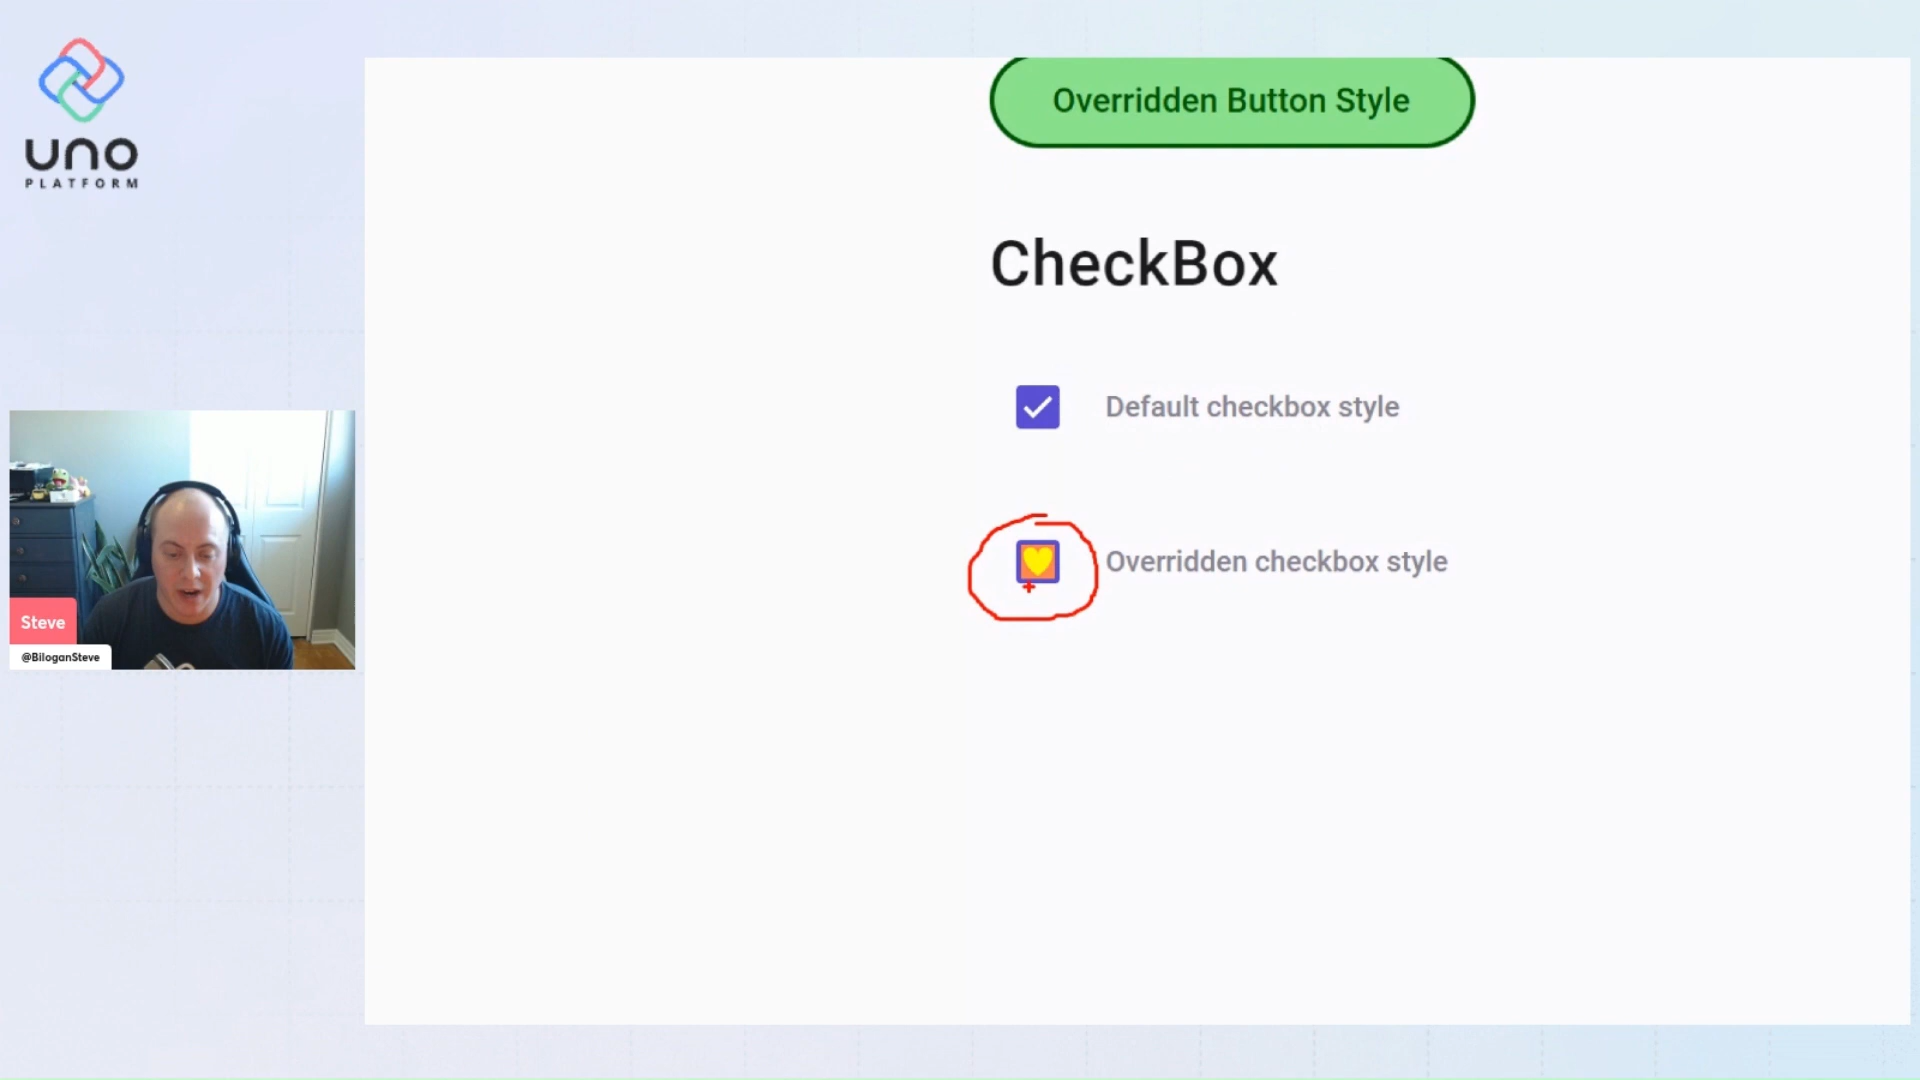 UNO
PLATFORM
Overridden Button Style
CheckBox
Default checkbox style
Overridden checkbox style
Steve
@BiloganSteve